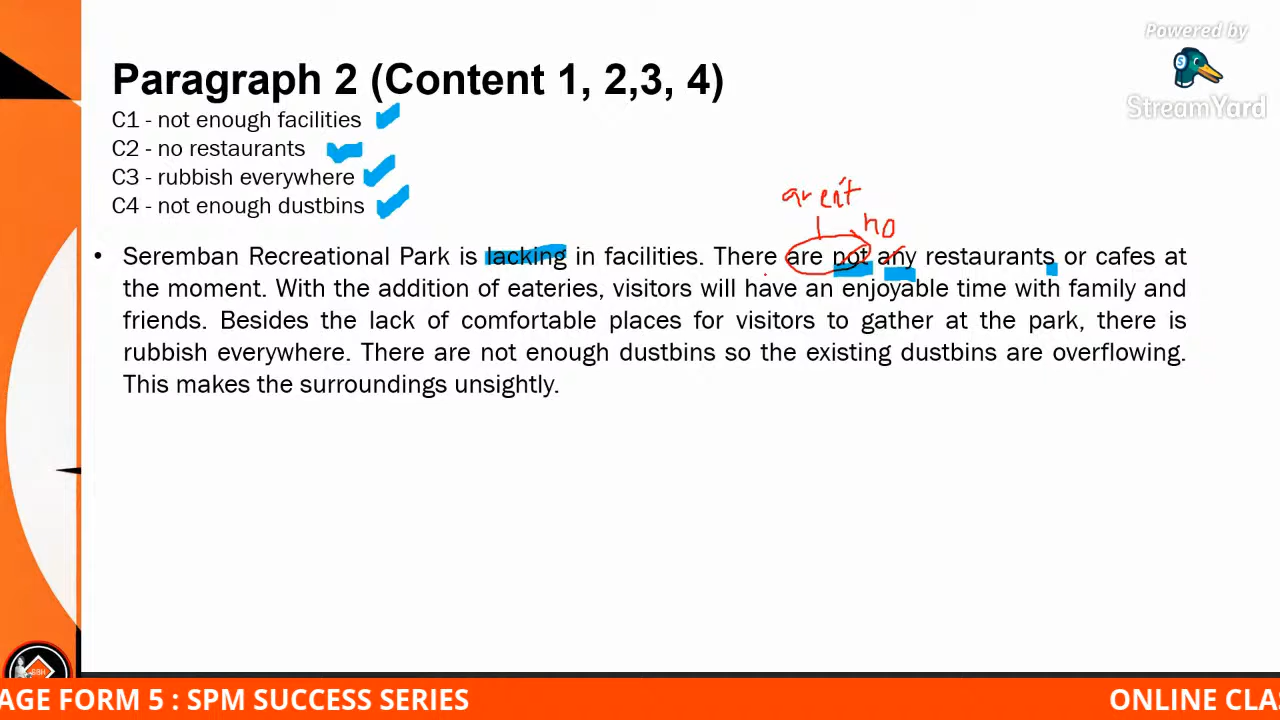 Powered by
StreamYard
Paragraph 2 (Content 1, 2,3, 4)
C1 - not enough facilities
C2 - no restaurants
C3 - rubbish everywhere
C4 - not enough dustbins
aren't
no
• Seremban Recreational Park is lacking in facilities. There are not any restaurants or cafes at
the moment. With the addition of eateries, visitors will have an enjoyable time with family and
friends. Besides the lack of comfortable places for visitors to gather at the park, there is
rubbish everywhere. There are not enough dustbins so the existing dustbins are overflowing.
This makes the surroundings unsightly.
AGE FORM 5 : SPM SUCCESS SERIES
ONLINE CLAS